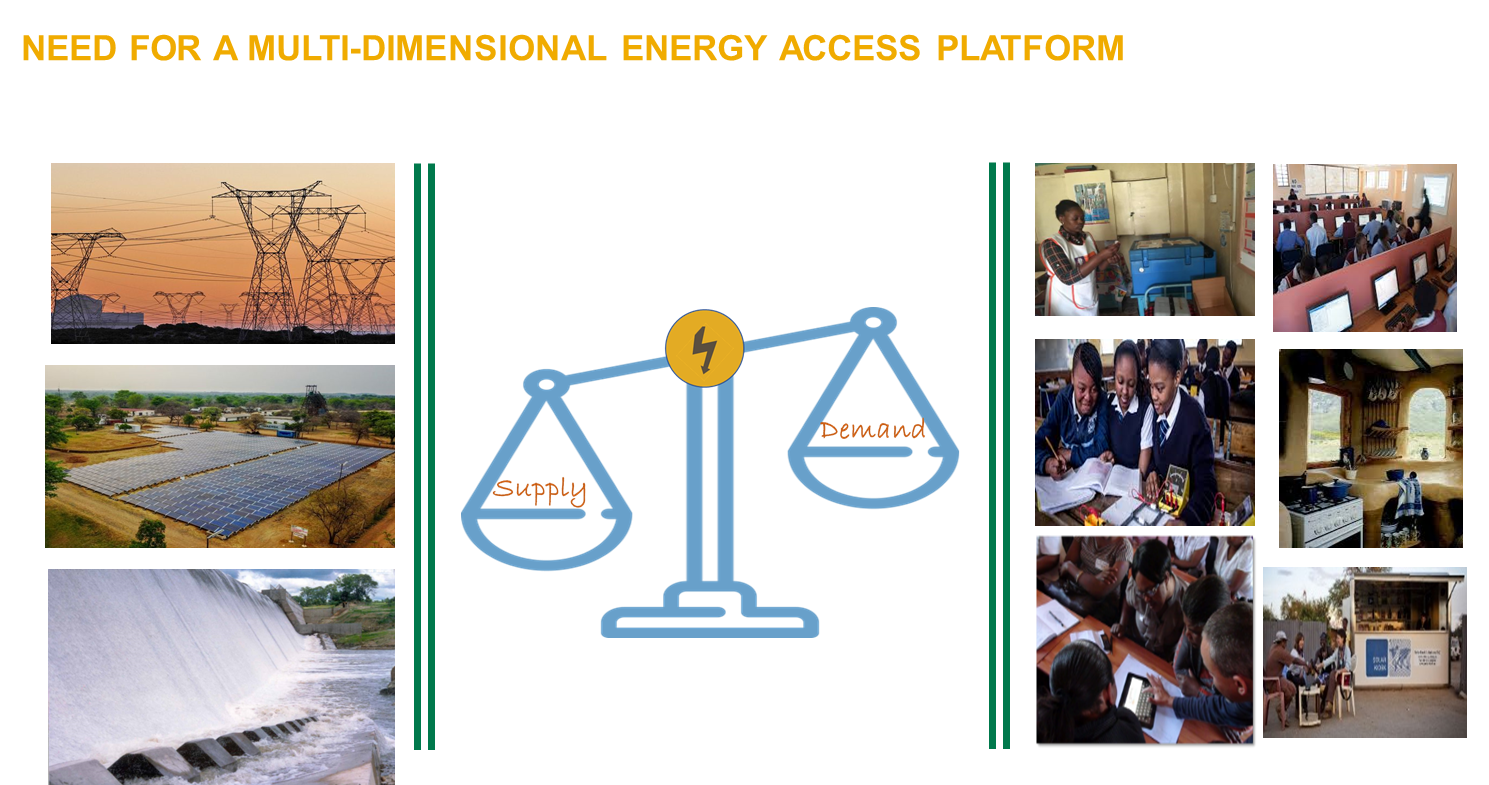 NEED FOR A MULTI-DIMENSIONAL ENERGY ACCESS PLATFORM
Supply
Demand